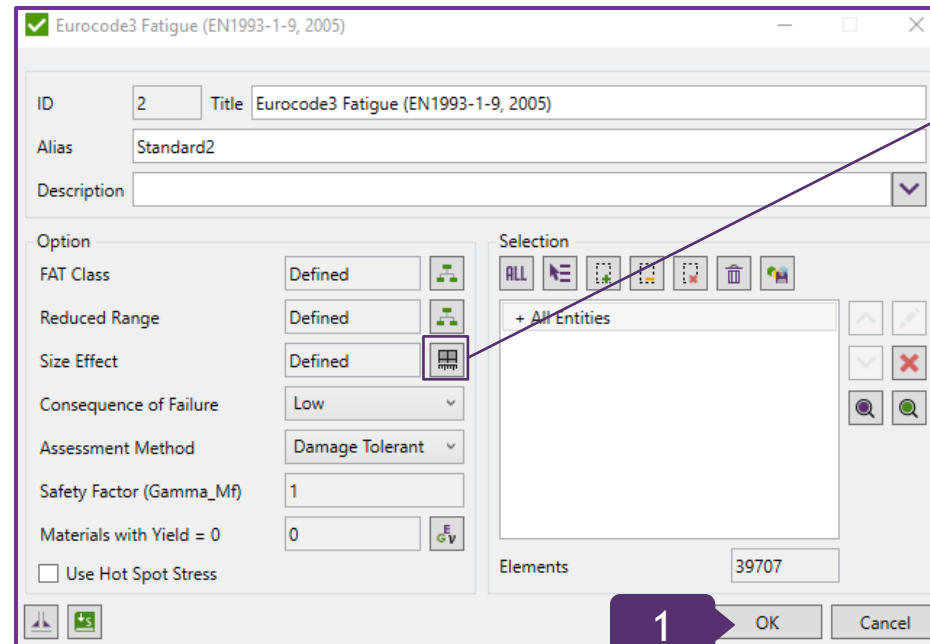 Eurocode3 Fatigue (EN1993-1-9, 2005)
ID 2 Title Eurocode3 Fatigue (EN1993-1-9, 2005)
Alias Standard2
Description
Option
FAT Class Defined
Reduced Range Defined
Size Effect Defined
Consequence of Failure Low
Assessment Method Damage Tolerant
Safety Factor (Gamma_Mf) 1
Materials with Yield = 0 0 E G v
Use Hot Spot Stress
S
Selection
ALL
+ All Entities
Elements 39707
1 OK Cancel